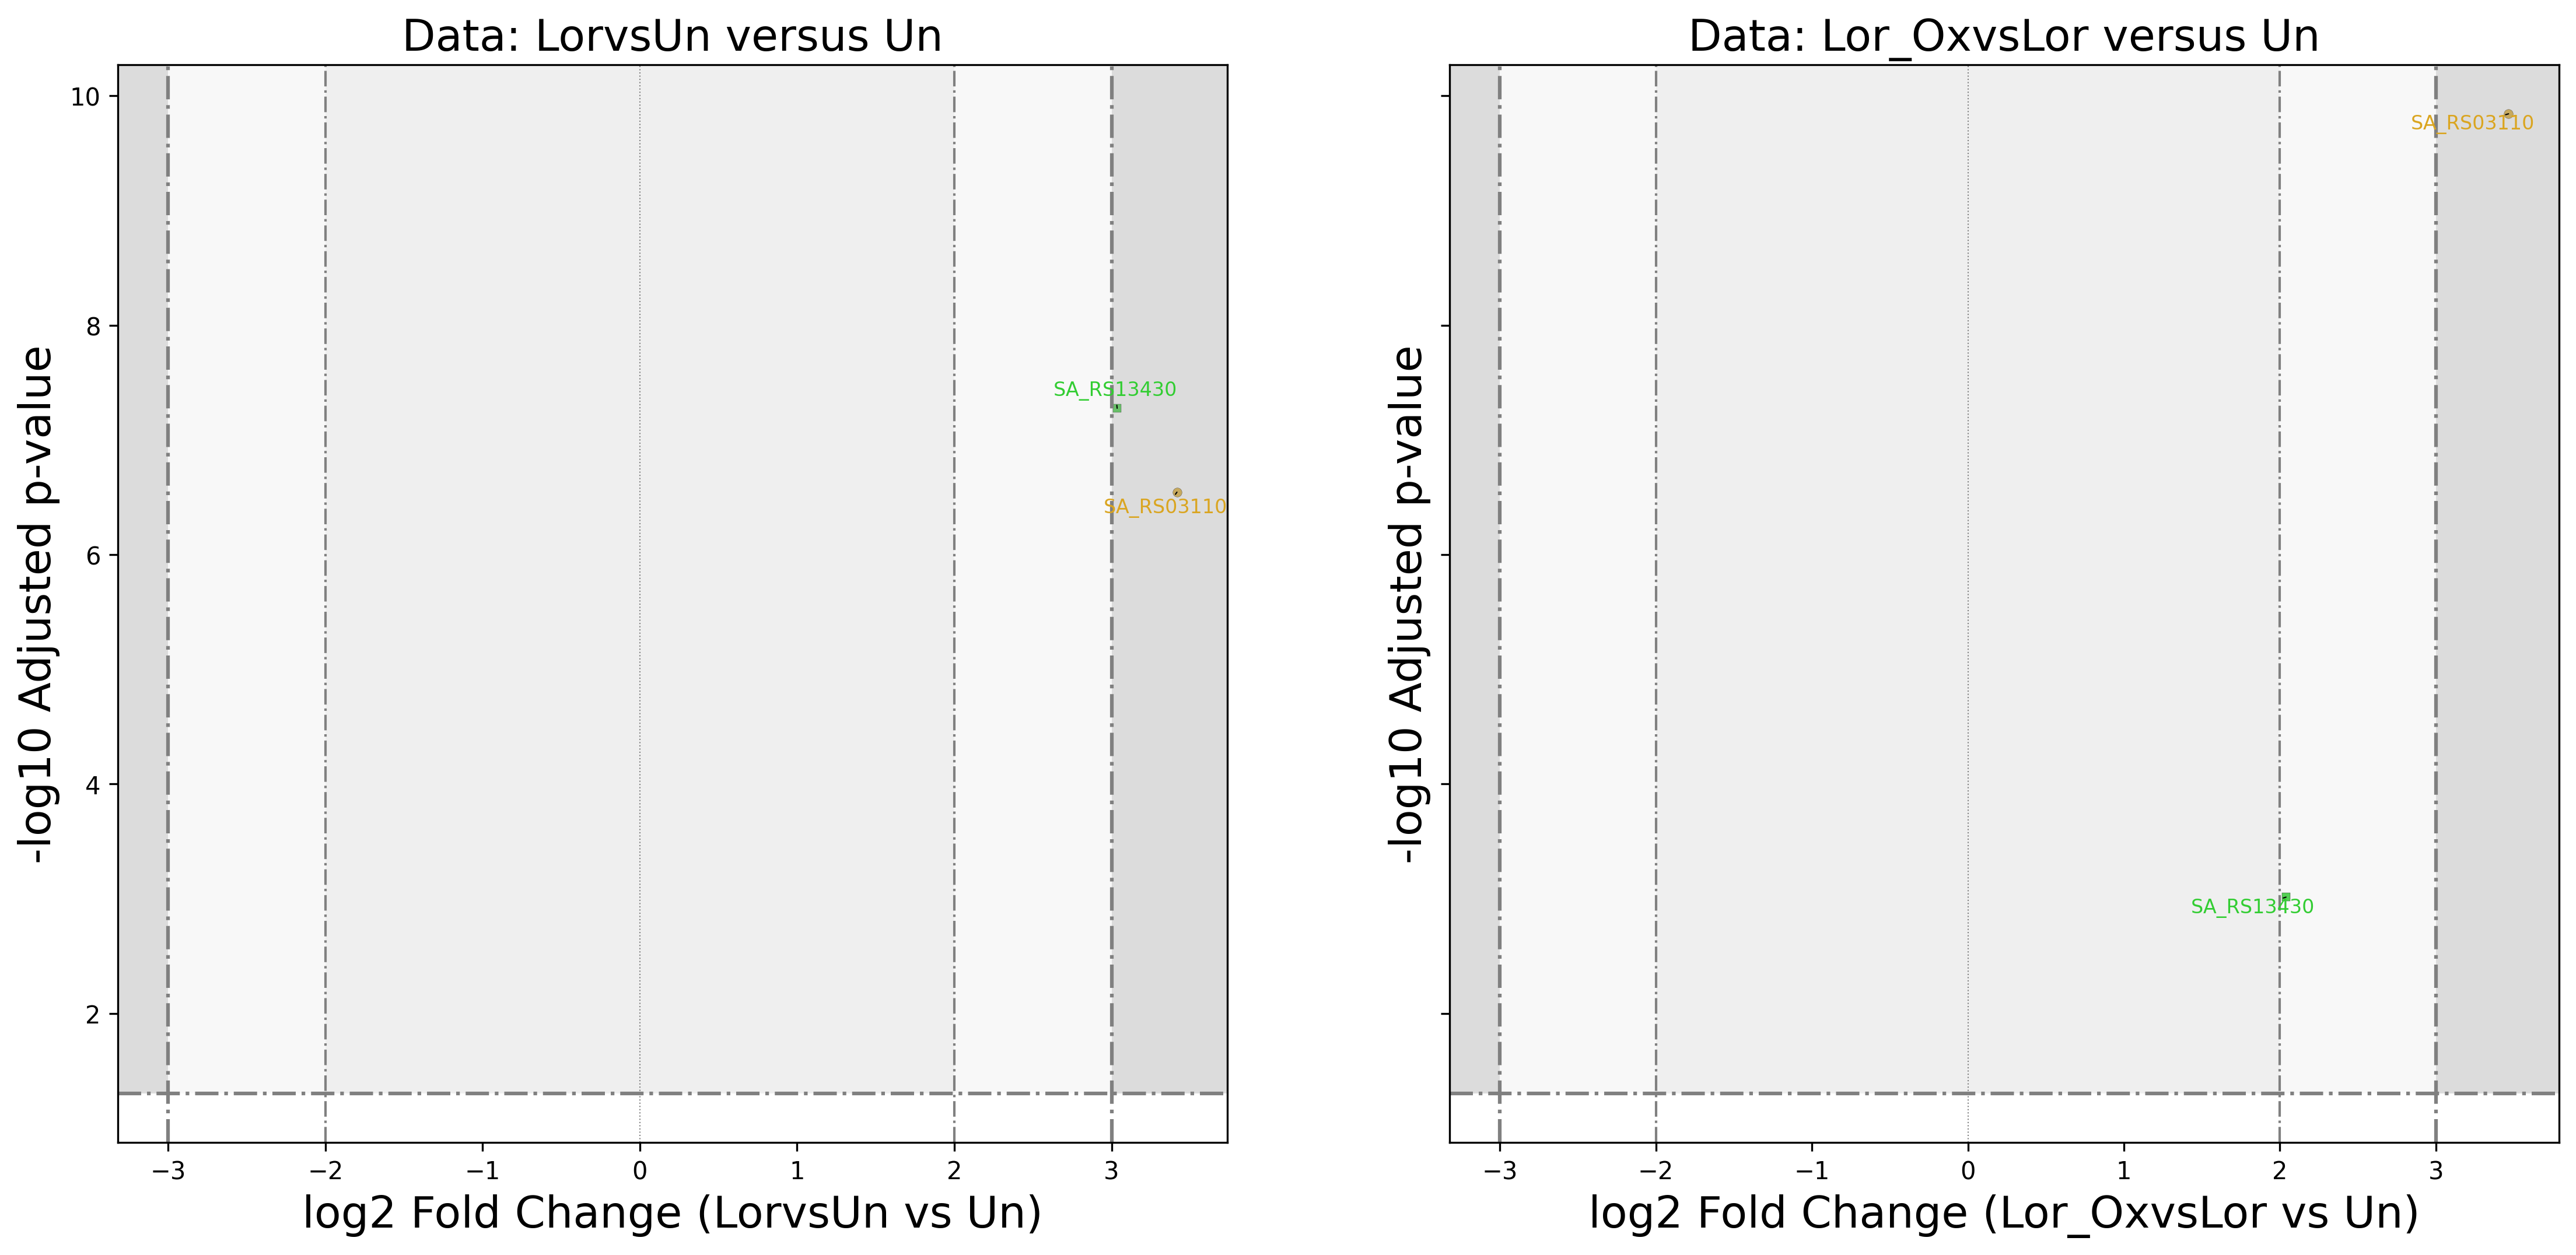 Data: LorvsUn versus Un
-log10 Adjusted p-value
10
8
6
4
2
SA_RS13430
SA_RS03110
−3
−2
−1
0
1
2
3
log2 Fold Change (LorvsUn vs Un)
Data: Lor_OxvsLor versus Un
-log10 Adjusted p-value
SA_RS03110
SA_RS13430
−3
−2
−1
0
1
2
3
log2 Fold Change (Lor_OxvsLor vs Un)